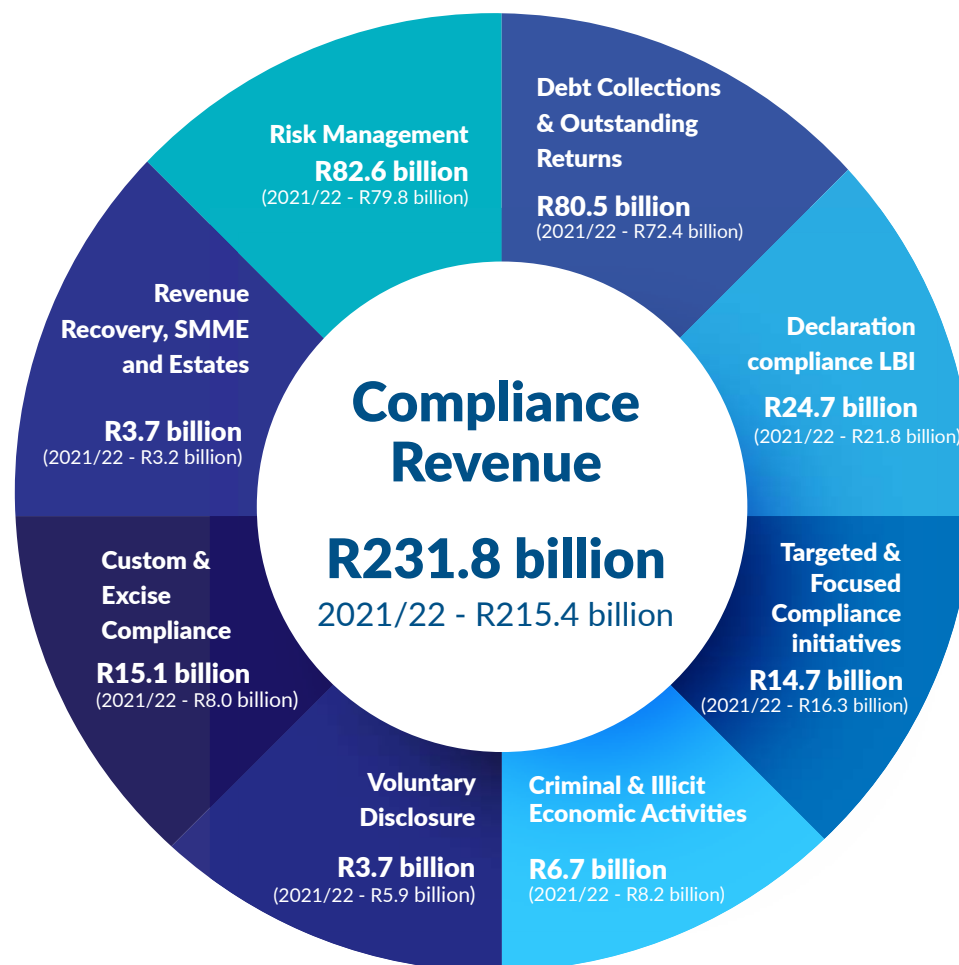 Debt Collections
& Outstanding
Returns
R80.5 billion
(2021/22 - R72.4 billion)
Declaration
compliance LBI
R24.7 billion
(2021/22 - R21.8 billion)
Targeted &
Focused
Compliance
initiatives
R14.7 billion
(2021/22 - R16.3 billion)
Criminal & Illicit
Economic Activities
R6.7 billion
(2021/22 - R8.2 billion)
Voluntary
Disclosure
R3.7 billion
(2021/22 - R5.9 billion)
Custom &
Excise
Compliance
R15.1 billion
(2021/22 - R8.0 billion)
Revenue
Recovery, SMME
and Estates
R3.7 billion
(2021/22 - R3.2 billion)
Risk Management
R82.6 billion
(2021/22 - R79.8 billion)
Compliance
Revenue
R231.8 billion
2021/22 - R215.4 billion